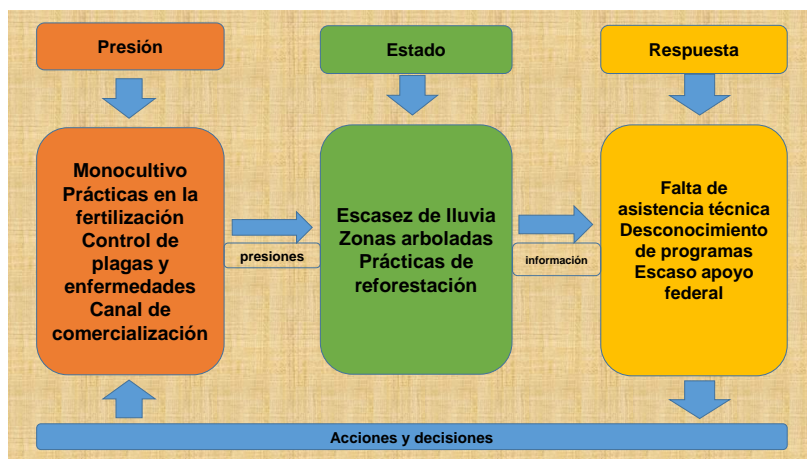 Presión
Estado
Respuesta
Monocultivo
Prácticas en la
fertilización
Control de
plagas y
enfermedades
Canal de
comercialización
presiones
Escasez de lluvia
Zonas arboladas
Prácticas de
reforestación
información
Falta de
asistencia técnica
Desconocimiento
de programas
Escaso apoyo
federal
Acciones y decisiones